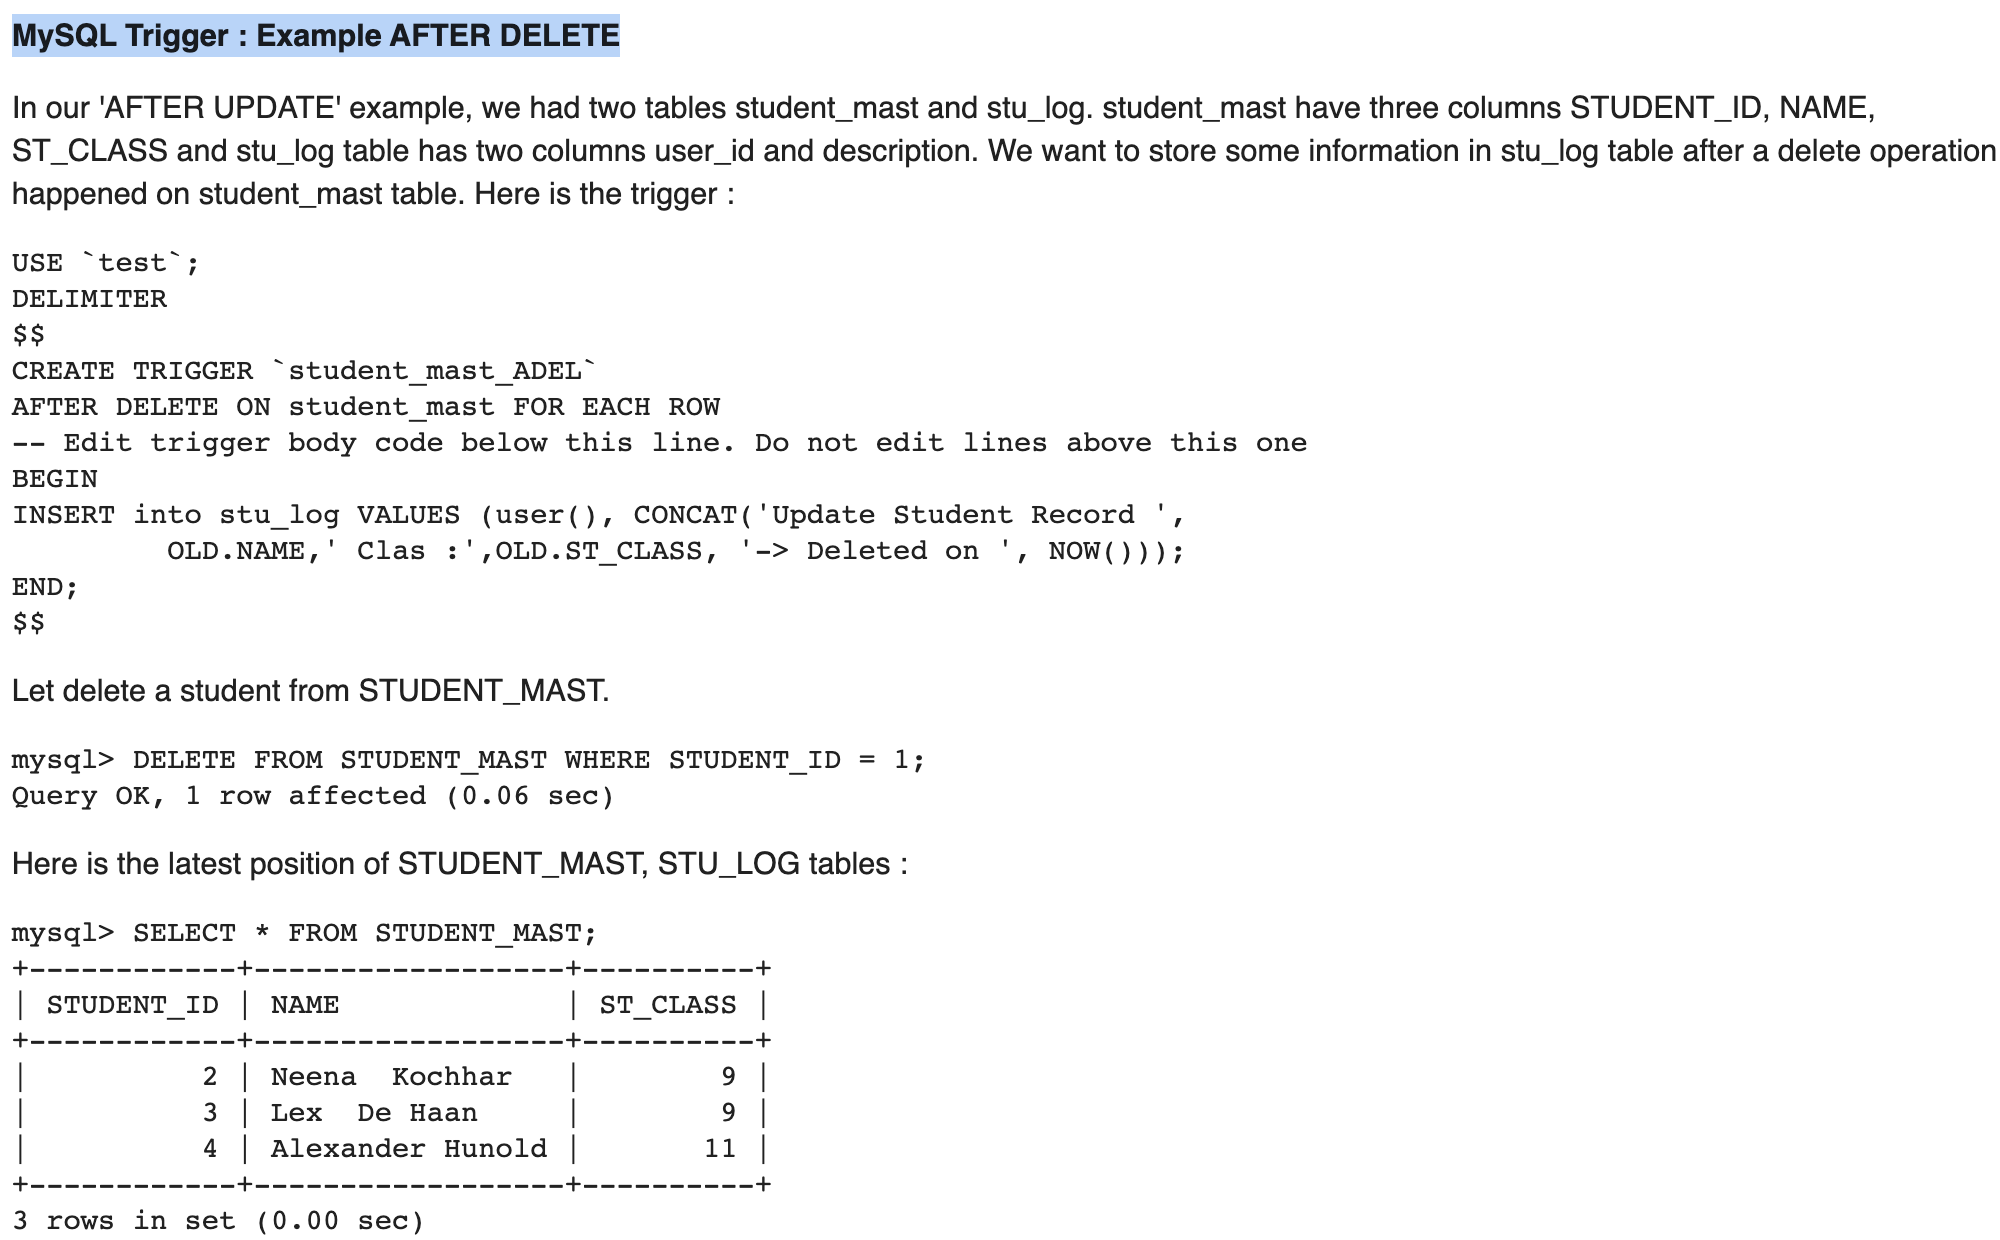 MySQL Trigger : Example AFTER DELETE
In our 'AFTER UPDATE' example, we had two tables student_mast and stu_log. student_mast have three columns STUDENT_ID, NAME,
ST_CLASS and stu_log table has two columns user_id and description. We want to store some information in stu_log table after a delete operation
happened on student_mast table. Here is the trigger :
USE `test`;
DELIMITER
$$
CREATE TRIGGER `student_mast_ADEL`
AFTER DELETE ON student_mast FOR EACH ROW
-- Edit trigger body code below this line. Do not edit lines above this one
BEGIN
INSERT into stu_log VALUES (user(), CONCAT('Update Student Record ',
         OLD.NAME,' Clas :',OLD.ST_CLASS, '-> Deleted on ', NOW()));
END;
$$
Let delete a student from STUDENT_MAST.
mysql> DELETE FROM STUDENT_MAST WHERE STUDENT_ID = 1;
Query OK, 1 row affected (0.06 sec)
Here is the latest position of STUDENT_MAST, STU_LOG tables :
mysql> SELECT * FROM STUDENT_MAST;
+------------+------------------+----------+
| STUDENT_ID | NAME             | ST_CLASS |
+------------+------------------+----------+
|          2 | Neena  Kochhar   |        9 |
|          3 | Lex  De Haan     |        9 |
|          4 | Alexander Hunold |       11 |
+------------+------------------+----------+
3 rows in set (0.00 sec)